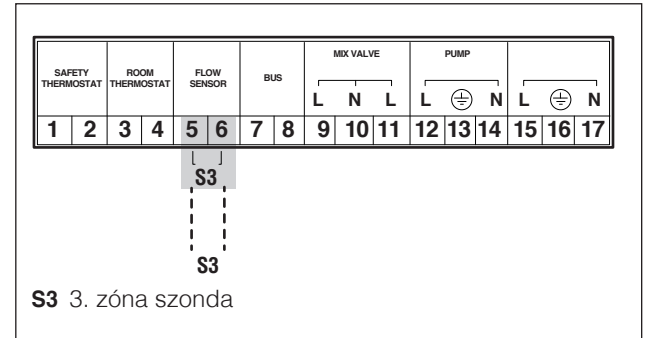 SAFETY THERMOSTAT ROOM THERMOSTAT FLOW SENSOR BUS MIX VALVE PUMP
L N L L N L N
1 2 3 4 5 6 7 8 9 10 11 12 13 14 15 16 17
S3
S3
S3 3. zóna szonda